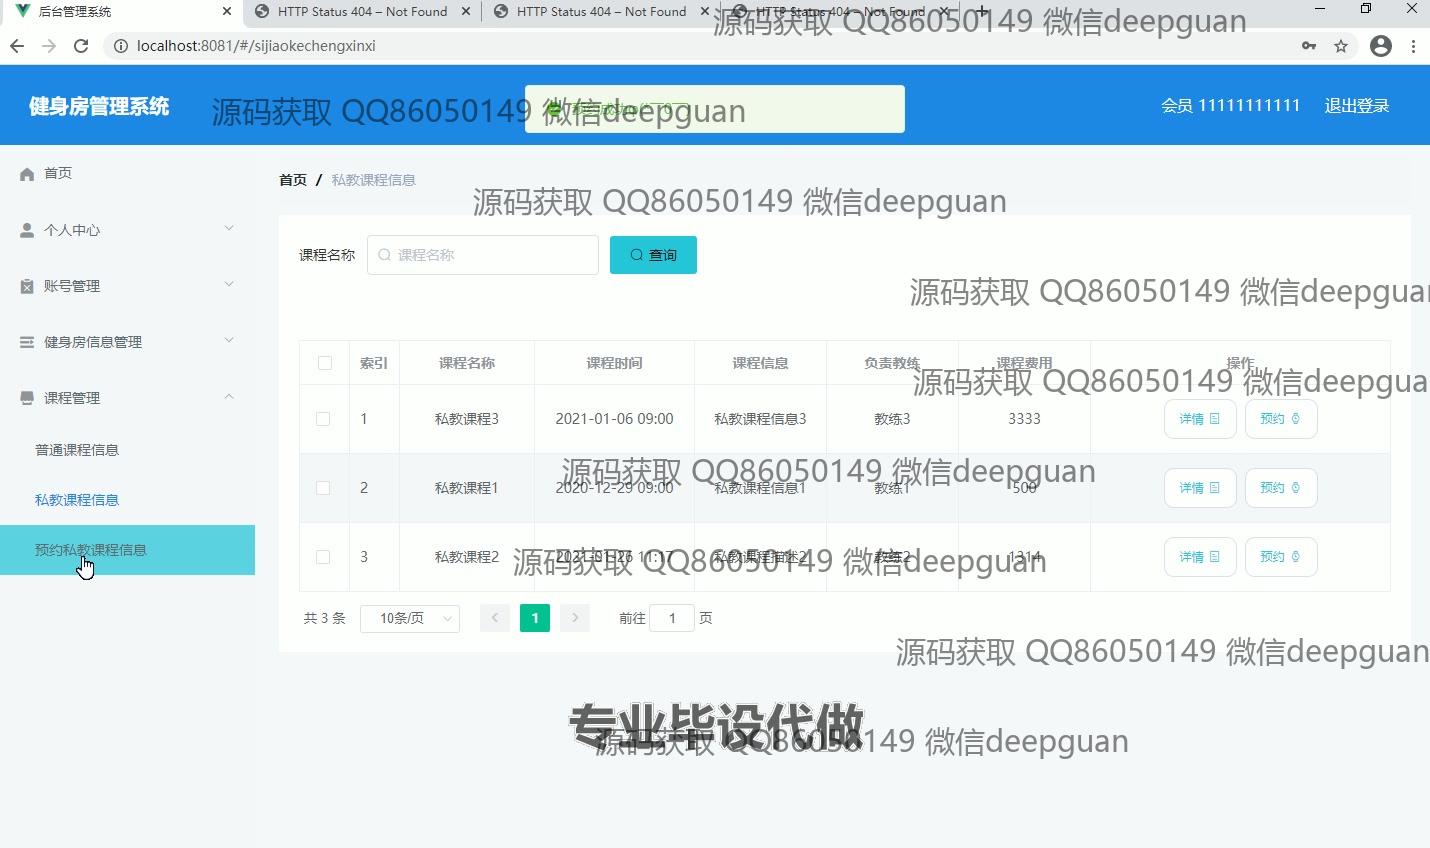 后台管理系统
HTTP Status 404 – Not Found
HTTP Status 404 – Not Found
HTTP Status 404 – Not Found
源码获取 QQ86050149 微信deepguan
localhost:8081/#/sijiaokechengxinxi
健身房管理系统
源码获取 QQ86050149 微信deepguan
会员 11111111111
退出登录
首页
个人中心
账号管理
健身房信息管理
课程管理
普通课程信息
私教课程信息
预约私教课程信息
首页 / 私教课程信息
源码获取 QQ86050149 微信deepguan
课程名称
课程名称
查询
源码获取 QQ86050149 微信deepguan
索引 课程名称 课程时间 课程信息 负责教练 课程费用 操作
源码获取 QQ86050149 微信deepgua
1 私教课程3 2021-01-06 09:00 私教课程信息3 教练3 3333 详情 预约
源码获取 QQ86050149 微信deepguan
2 私教课程1 2020-12-29 09:00 私教课程信息1 教练1 500 详情 预约
3 私教课程2 2021-01-26 11:17 私教课程描述2 教练2 1314 详情 预约
源码获取 QQ86050149 微信deepguan
共 3 条 10条/页 1 前往 1 页
源码获取 QQ86050149 微信deepguan
专业毕设代做
源码获取 QQ86050149 微信deepguan